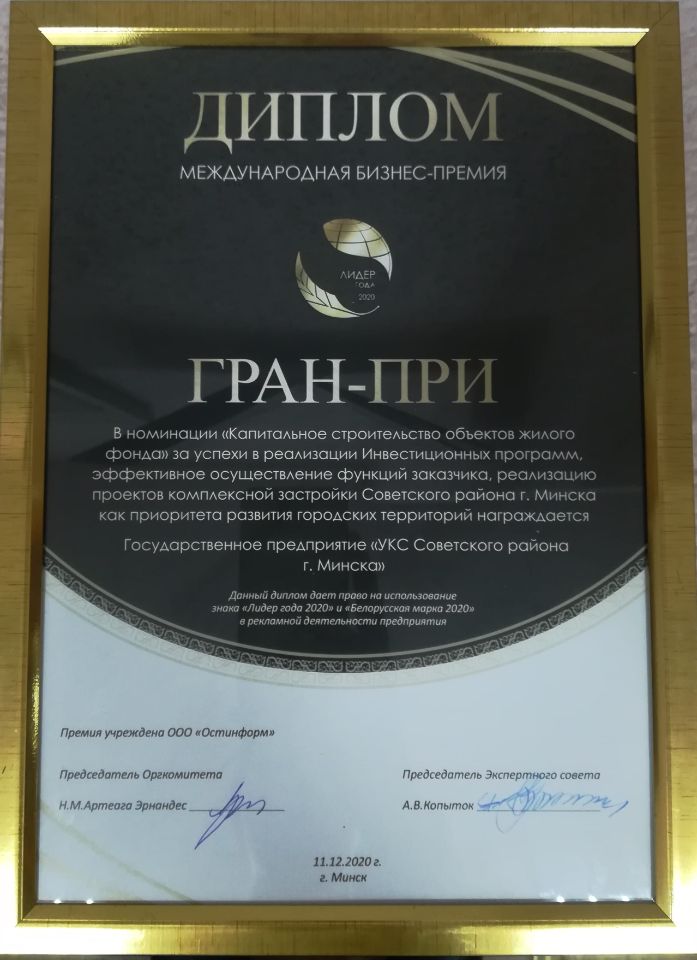 ДИПЛОМ
МЕЖДУНАРОДНАЯ БИЗНЕС-ПРЕМИЯ
ЛИДЕР
ГОДА
2020
ГРАН-ПРИ
В номинации «Капитальное строительство объектов жилого
фонда» за успехи в реализации Инвестиционных программ,
эффективное осуществление функций заказчика, реализацию
проектов комплексной застройки Советского района г. Минска
как приоритета развития городских территорий награждается
Государственное предприятие «УКС Советского района
г. Минска»
Данный диплом дает право на использование
знака «Лидер года 2020» и «Белорусская марка 2020»
в рекламной деятельности предприятия
Премия учреждена ООО «Остинформ»
Председатель Оргкомитета
Н.М.Артеага Эрнандес
Председатель Экспертного совета
А.В.Копыток
11.12.2020 г.
г. Минск